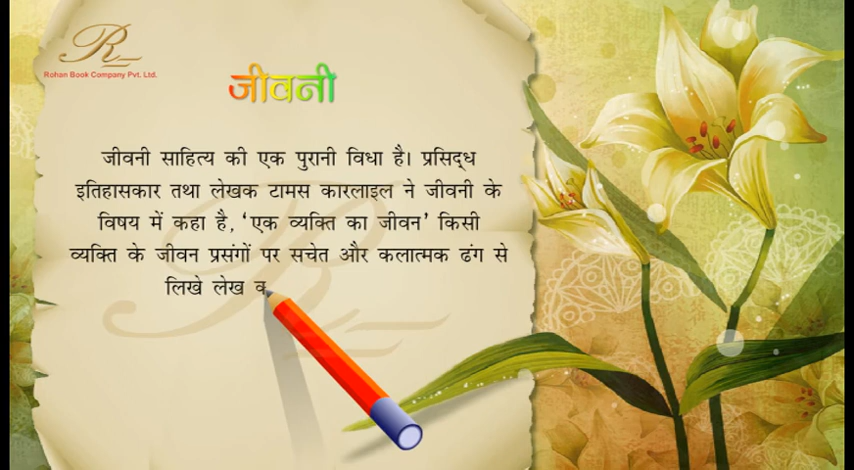 R
Rohan Book Company Pvt. Ltd.
जीवनी
जीवनी साहित्य की एक पुरानी विधा है। प्रसिद्ध
इतिहासकार तथा लेखक टामस कारलाइल ने जीवनी के
विषय में कहा है, ‘एक व्यक्ति का जीवन’ किसी
व्यक्ति के जीवन प्रसंगों पर सचेत और कलात्मक ढंग से
लिखे लेख